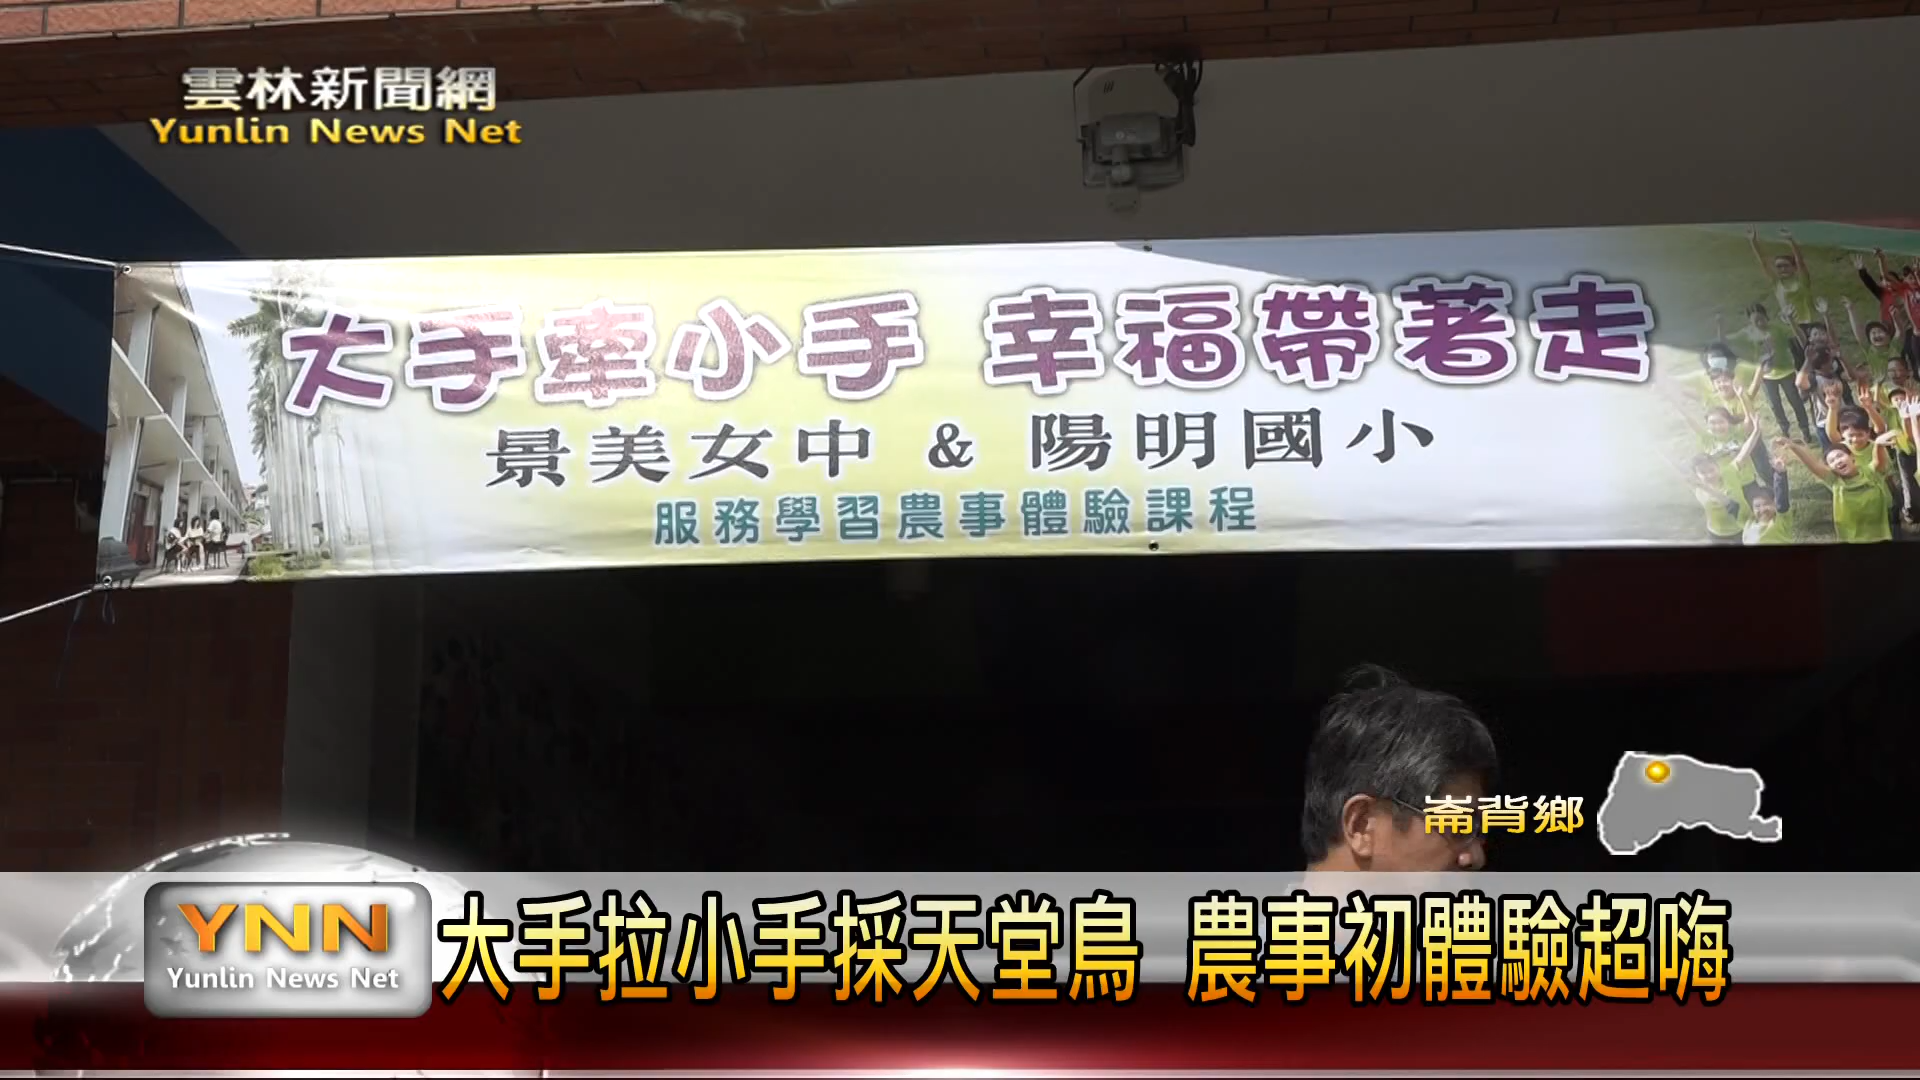 雲林新聞網
Yunlin News Net
大手牽小手 幸福帶著走
景美女中 & 陽明國小
服務學習農事體驗課程
崙背鄉
YNN
Yunlin News Net
大手拉小手採天堂鳥 農事初體驗超嗨